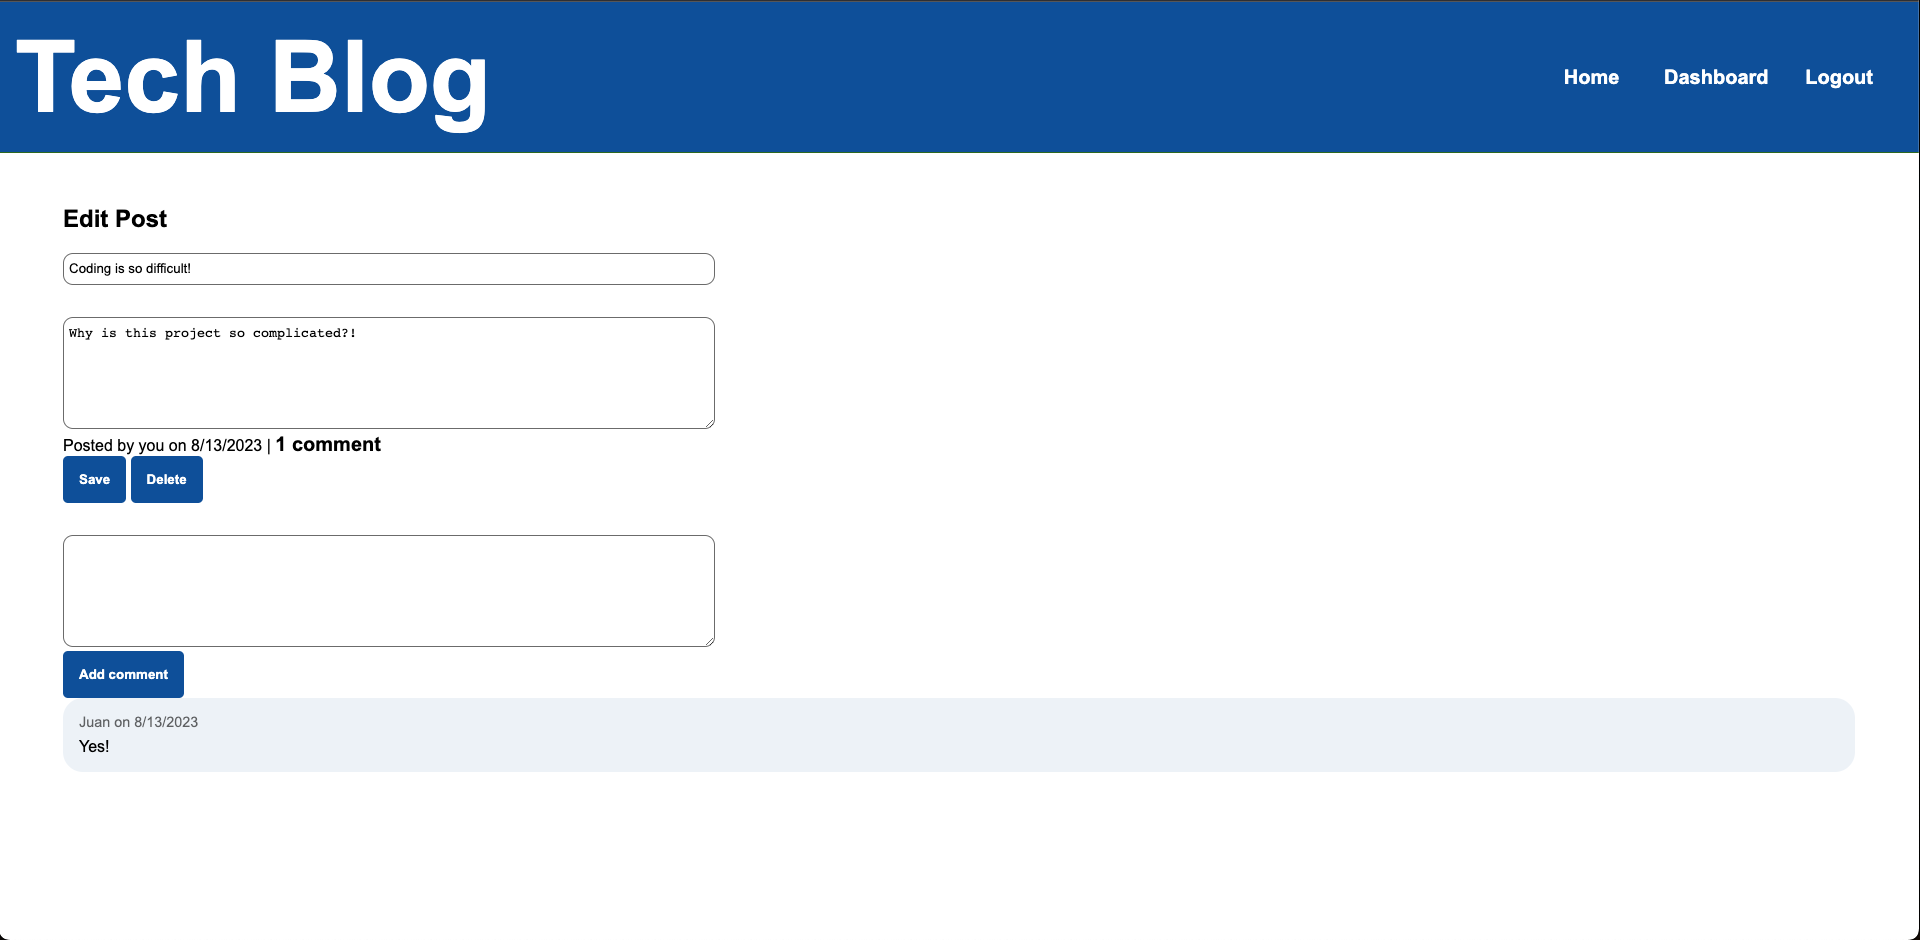 Tech Blog
Home Dashboard Logout
Edit Post
Coding is so difficult!
Why is this project so complicated?!
Posted by you on 8/13/2023 | 1 comment
Save Delete
Add comment
Juan on 8/13/2023
Yes!